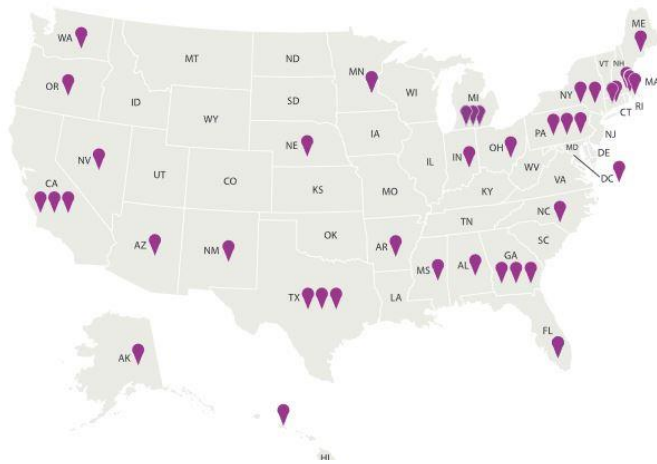 ME
WA
VT NH
MT
ND
MN
OR
MA
NY
WI
ID
SD
MI
RI
CT
WY
PA
IA
NJ
NE
OH
MD
DE
NV
IN
IL
UT
WV
DC
CA
CO
VA
KS
MO
KY
NC
TN
OK
AZ
NM
AR
SC
GA
AL
MS
TX
LA
FL
AK
HI